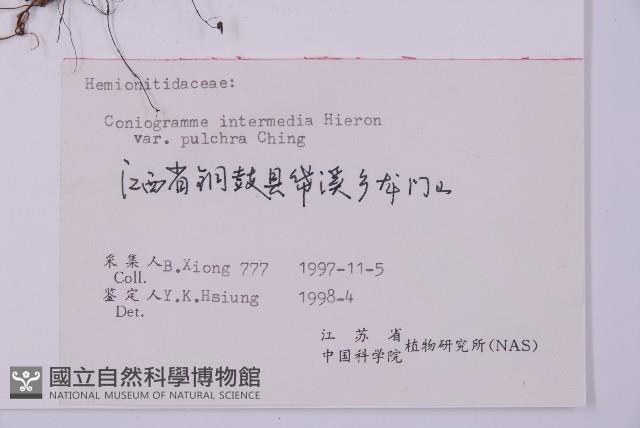 Hemionitidaceae:
Coniogramme intermedia Hieron
var. pulchra Ching
江西省铜鼓县带溪乡龙门山
采集人 B.Xiong 777 1997-11-5
Coll.
鉴定人 Y.K.Hsiung 1998-4
Det.
江苏省
中国科学院 植物研究所(NAS)
國立自然科學博物館
NATIONAL MUSEUM OF NATURAL SCIENCE